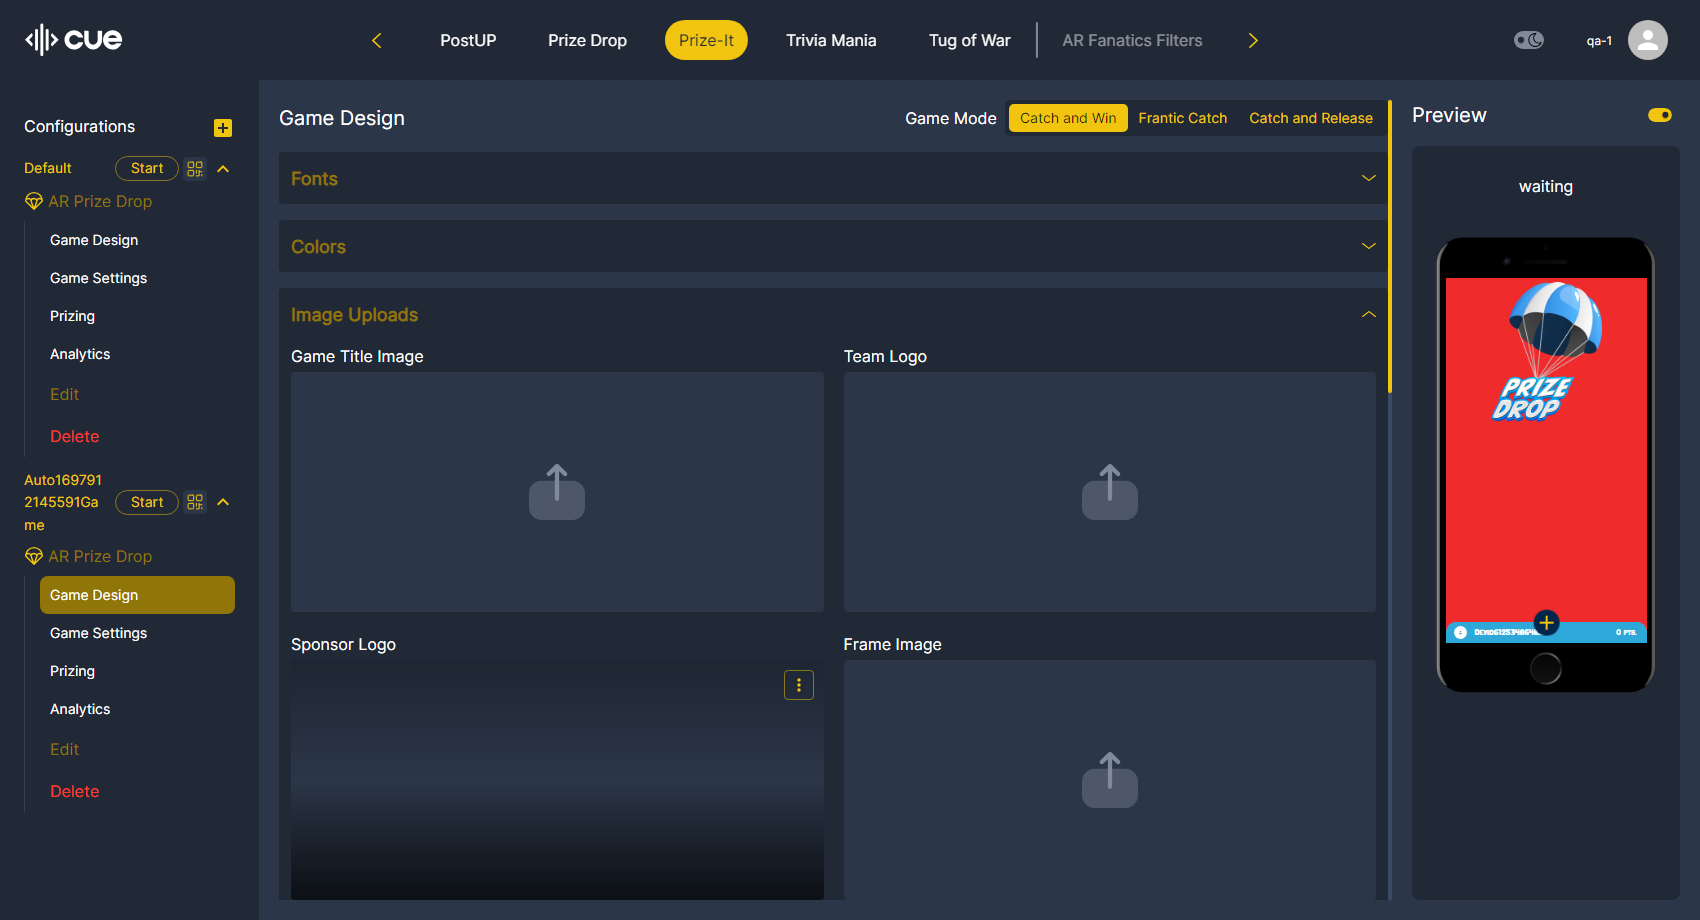 cue
PostUP
Prize Drop
Prize-It
Trivia Mania
Tug of War
AR Fanatics Filters
qa-1
Configurations
Default
Start
AR Prize Drop
Game Design
Game Settings
Prizing
Analytics
Edit
Delete
Auto169791
2145591Ga
me
Start
AR Prize Drop
Game Design
Game Settings
Prizing
Analytics
Edit
Delete
Game Design
Game Mode
Catch and Win
Frantic Catch
Catch and Release
Fonts
Colors
Image Uploads
Game Title Image
Team Logo
Sponsor Logo
Frame Image
Preview
waiting
PRIZE
DROP
0 PTS.